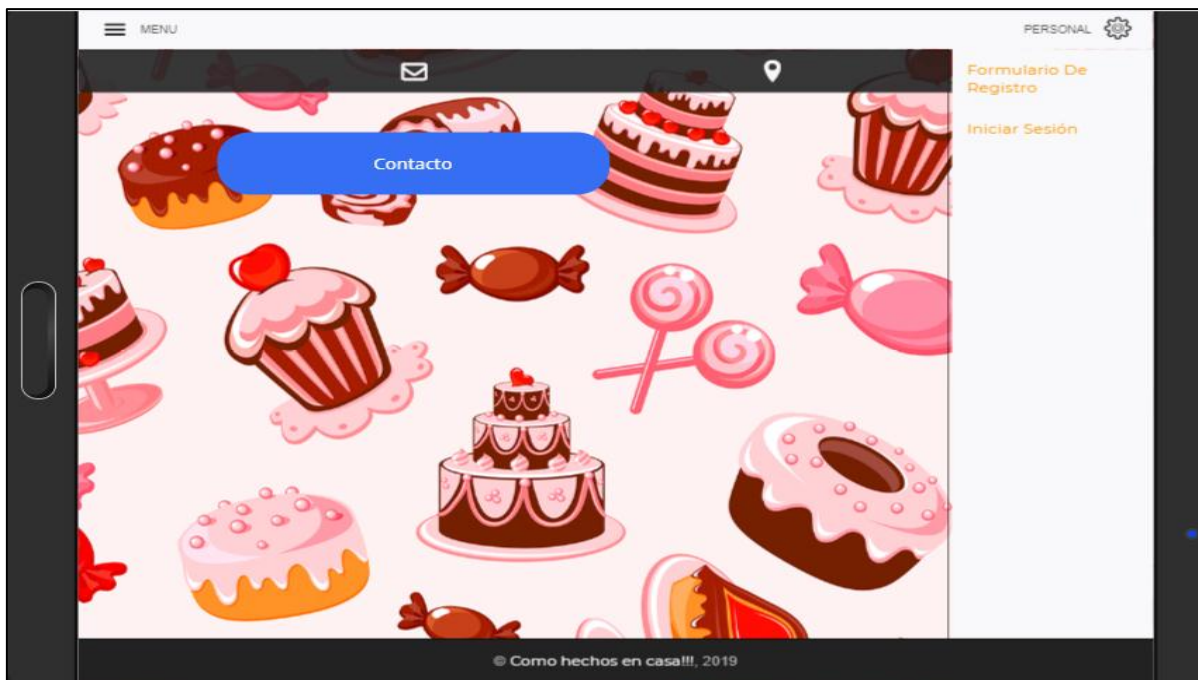 MENU
PERSONAL
Formulario De
Registro
Iniciar Sesión
Contacto
© Como hechos en casa!!!, 2019